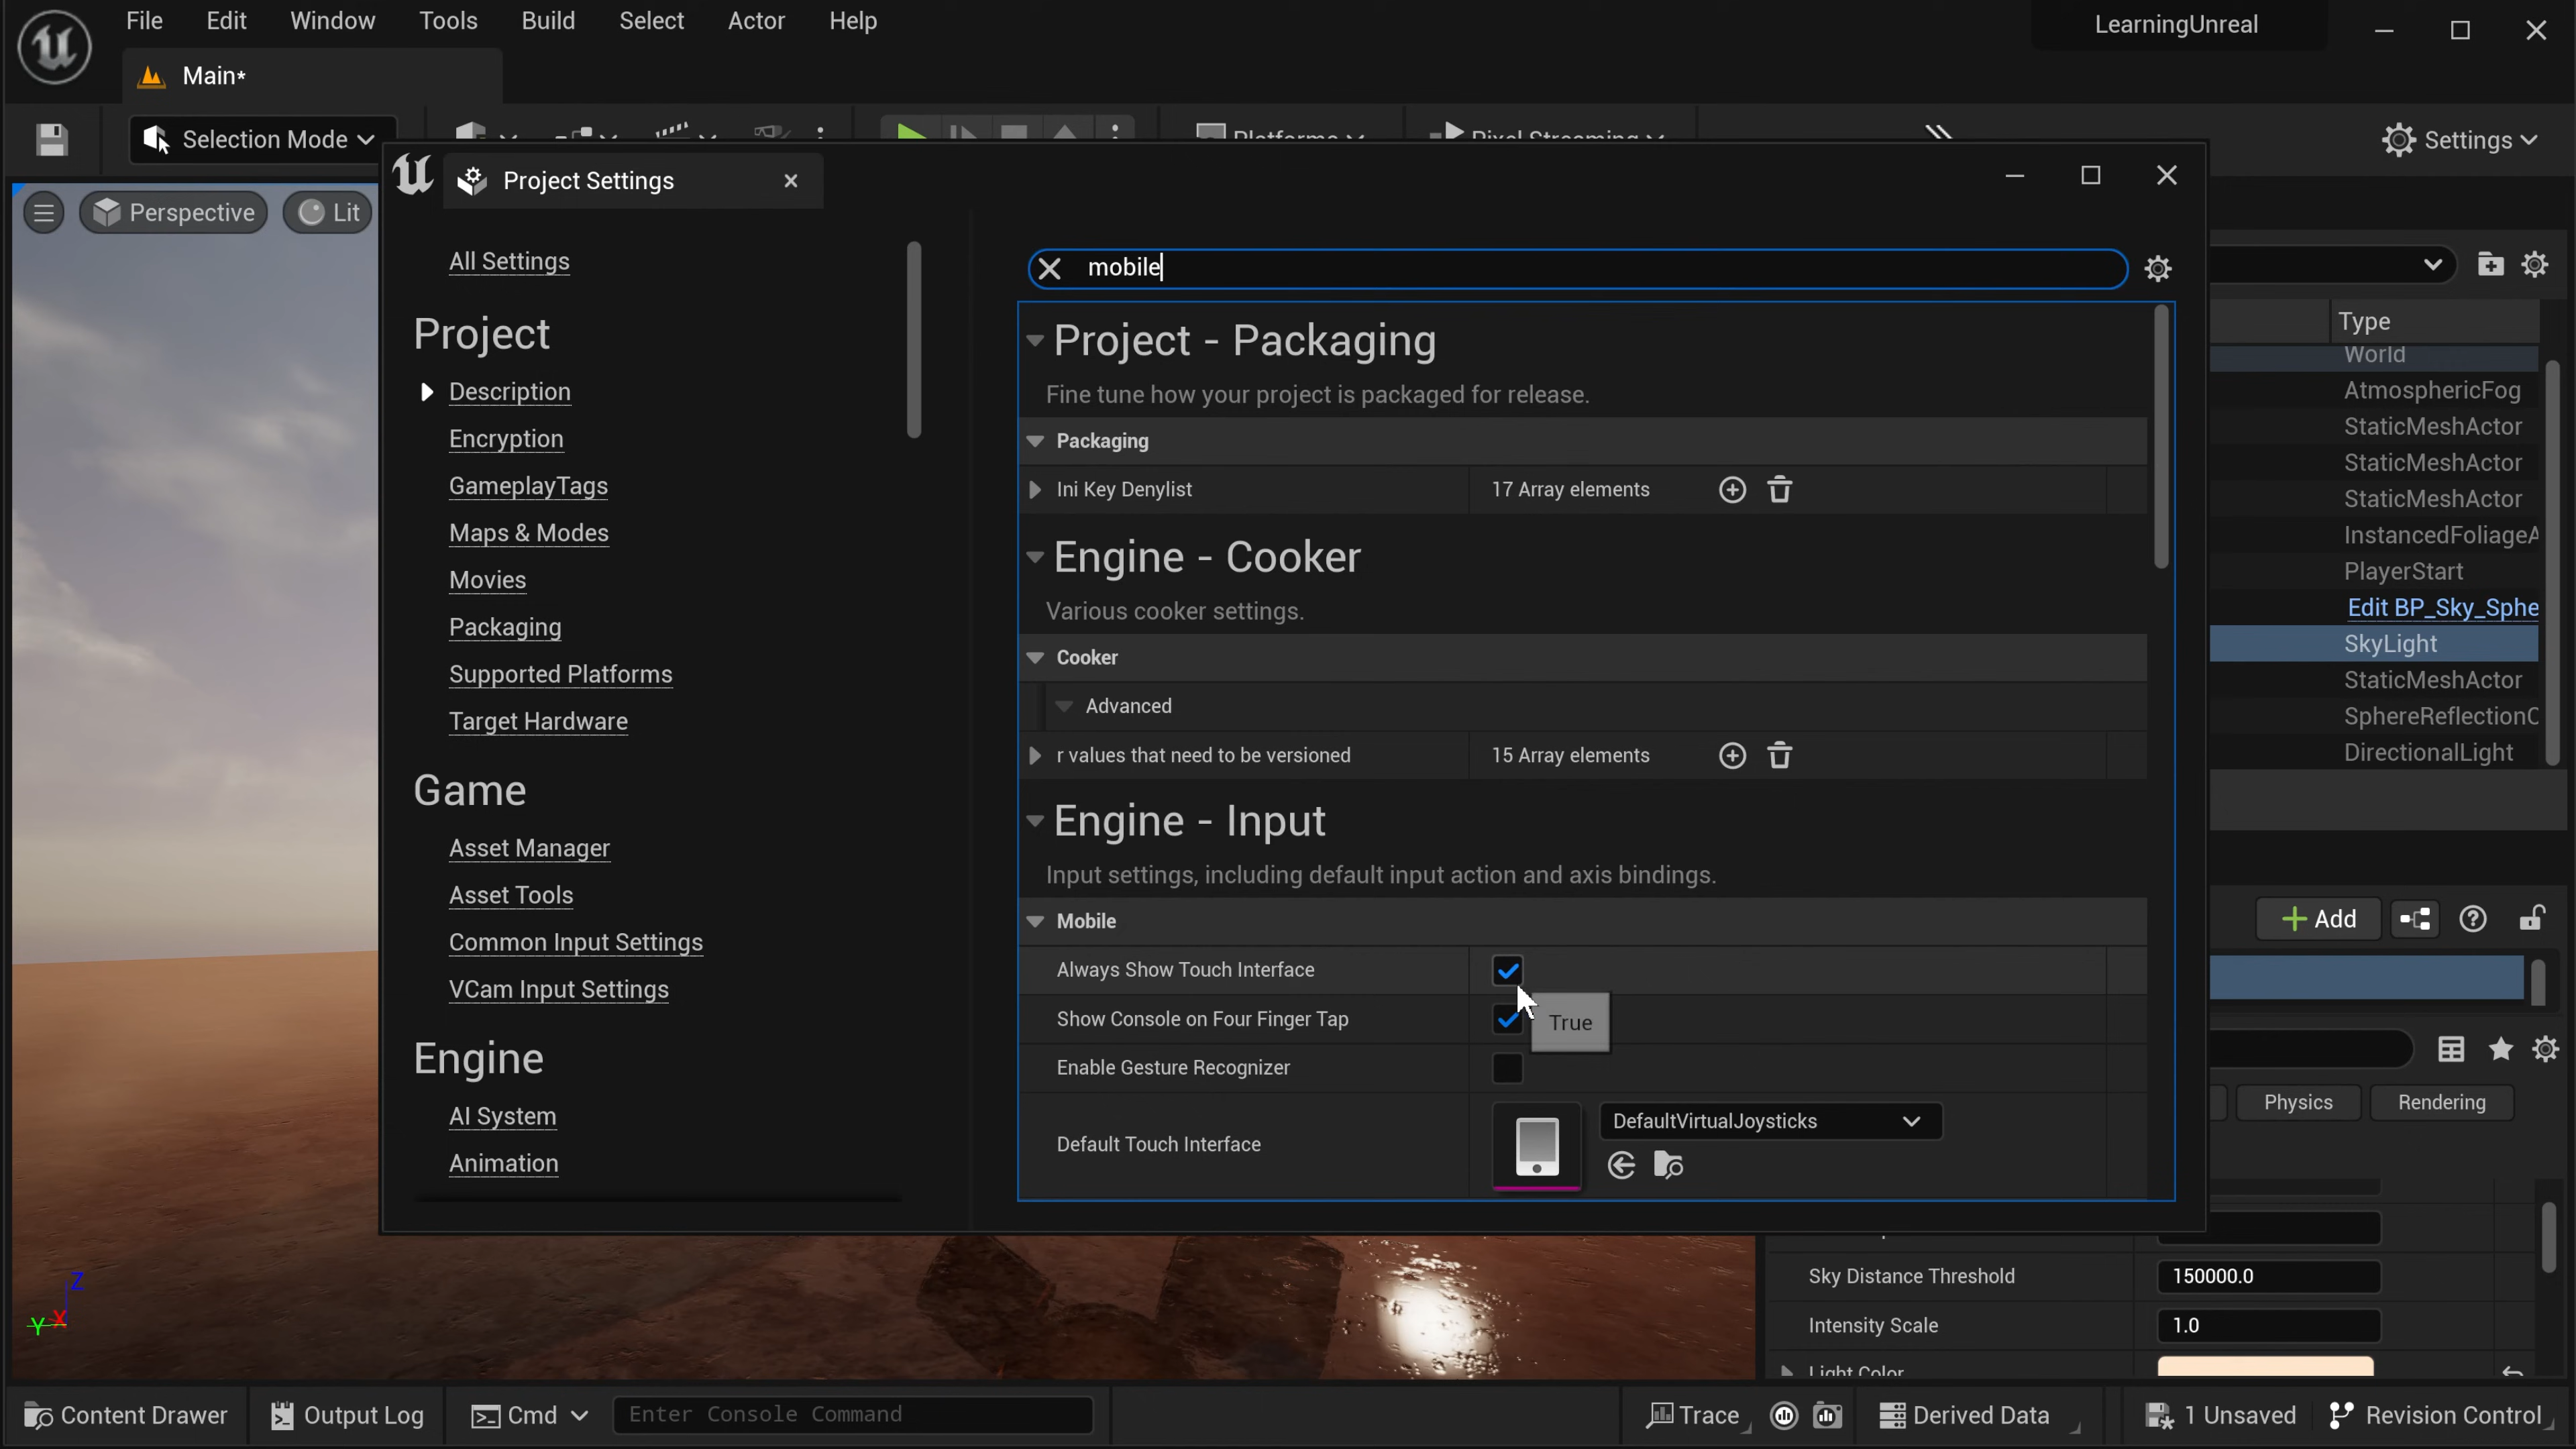 File Edit Window Tools Build Select Actor Help
LearningUnreal
Main*
Selection Mode
Platforms
Pixel Streaming
Settings
Project Settings
Perspective
Lit
All Settings
Project
Description
Encryption
GameplayTags
Maps & Modes
Movies
Packaging
Supported Platforms
Target Hardware
Game
Asset Manager
Asset Tools
Common Input Settings
VCam Input Settings
Engine
AI System
Animation
mobile
Project - Packaging
Fine tune how your project is packaged for release.
Packaging
Ini Key Denylist 17 Array elements
Engine - Cooker
Various cooker settings.
Cooker
Advanced
r values that need to be versioned 15 Array elements
Engine - Input
Input settings, including default input action and axis bindings.
Mobile
Always Show Touch Interface
Show Console on Four Finger Tap
True
Enable Gesture Recognizer
Default Touch Interface DefaultVirtualJoysticks
Type
World
AtmosphericFog
StaticMeshActor
StaticMeshActor
StaticMeshActor
InstancedFoliageA
PlayerStart
Edit BP_Sky_Sphe
SkyLight
StaticMeshActor
SphereReflectionC
DirectionalLight
Add
Physics Rendering
Sky Distance Threshold 150000.0
Intensity Scale 1.0
Light Color
Z
Y X
Content Drawer Output Log Cmd Enter Console Command Trace Derived Data 1 Unsaved Revision Control